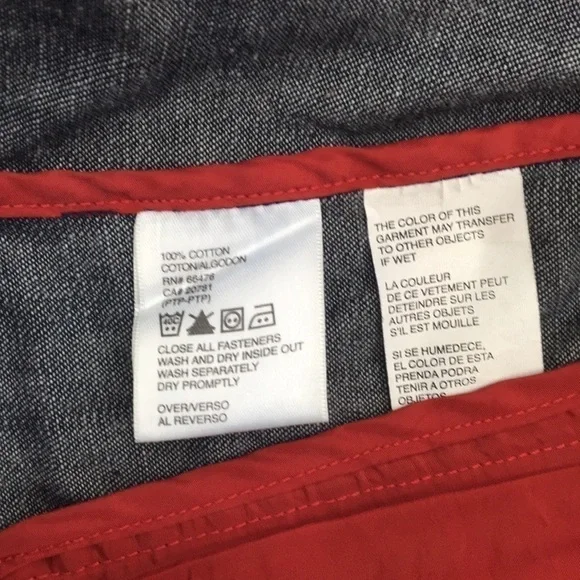 100% COTTON
COTON/ALGODON
RN# 66476
CA# 20781
(PTP-PTP)
40C
CLOSE ALL FASTENERS
WASH AND DRY INSIDE OUT
WASH SEPARATELY
DRY PROMPTLY
OVER/VERSO
AL REVERSO
THE COLOR OF THIS
GARMENT MAY TRANSFER
TO OTHER OBJECTS
IF WET
LA COULEUR
DE CE VETEMENT PEUT
DETEINDRE SUR LES
AUTRES OBJETS
S'IL EST MOUILLE
SI SE HUMEDECE,
EL COLOR DE ESTA
PRENDA PODRA
TENIR A OTROS
OBJETOS